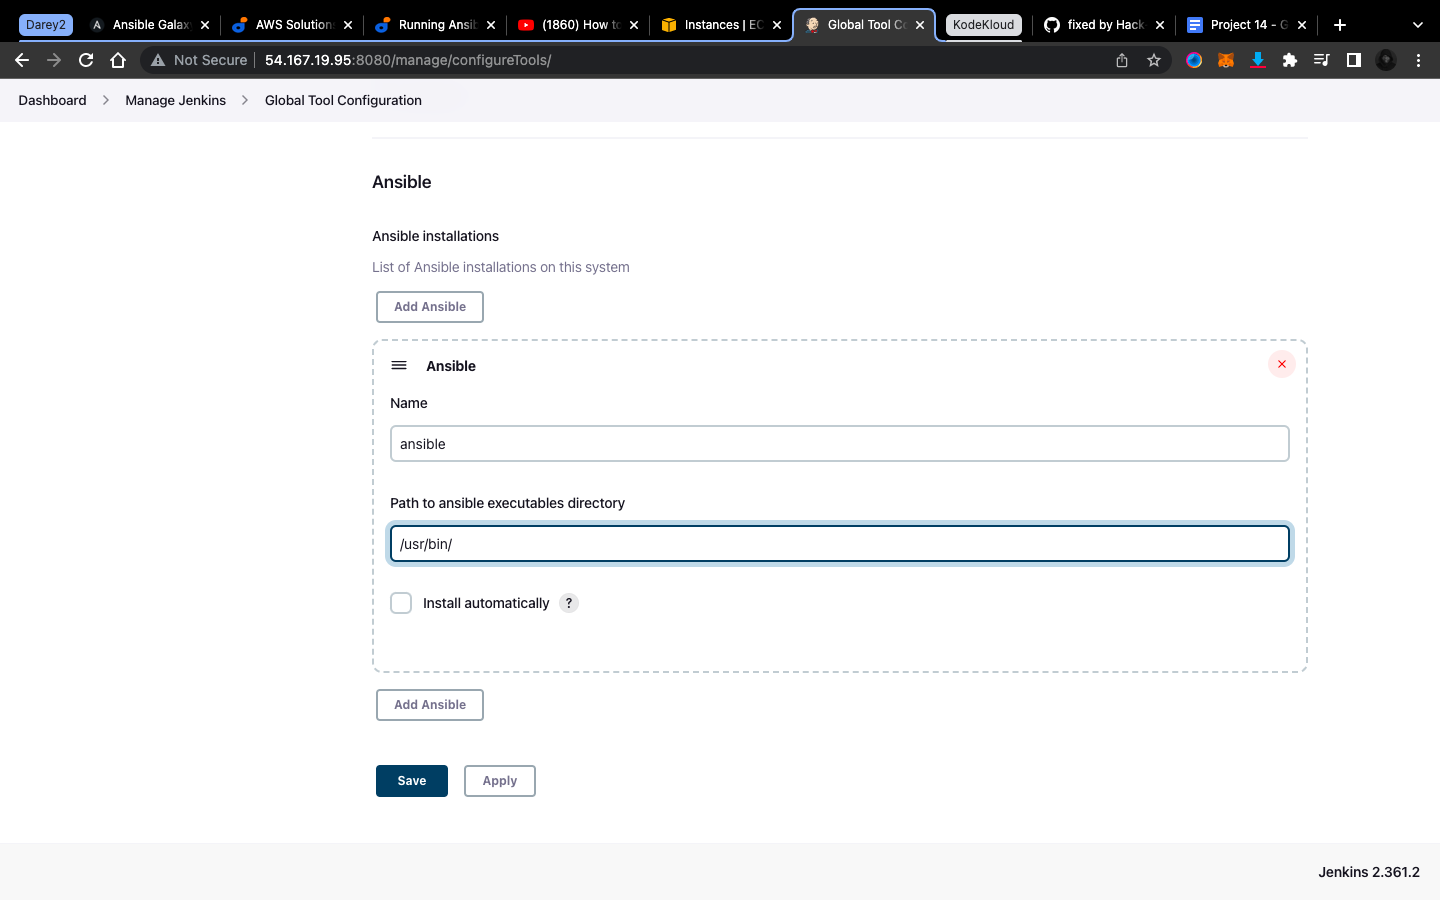 Darey2
Ansible Galax
AWS Solution
Running Ansib
(1860) How to
Instances | EC
Global Tool Co
KodeKloud
fixed by Hack
Project 14 - G
Not Secure
54.167.19.95:8080/manage/configureTools/
Dashboard
Manage Jenkins
Global Tool Configuration
Ansible
Ansible installations
List of Ansible installations on this system
Add Ansible
Ansible
Name
ansible
Path to ansible executables directory
/usr/bin/
Install automatically ?
Add Ansible
Save
Apply
Jenkins 2.361.2